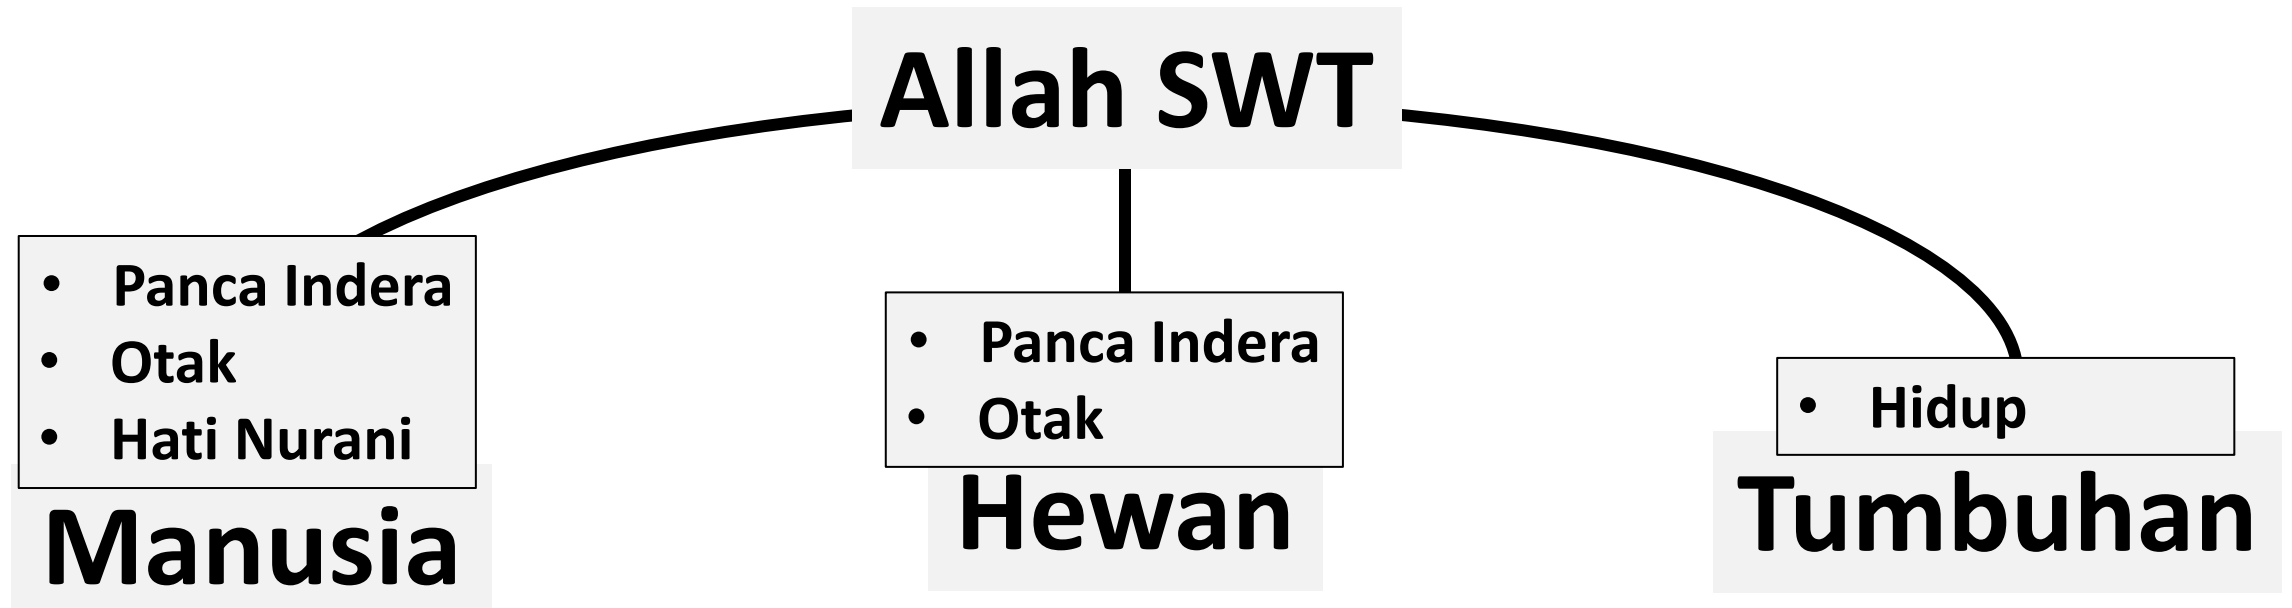 Allah SWT
• Panca Indera
• Otak
• Hati Nurani
Manusia
• Panca Indera
• Otak
Hewan
• Hidup
Tumbuhan